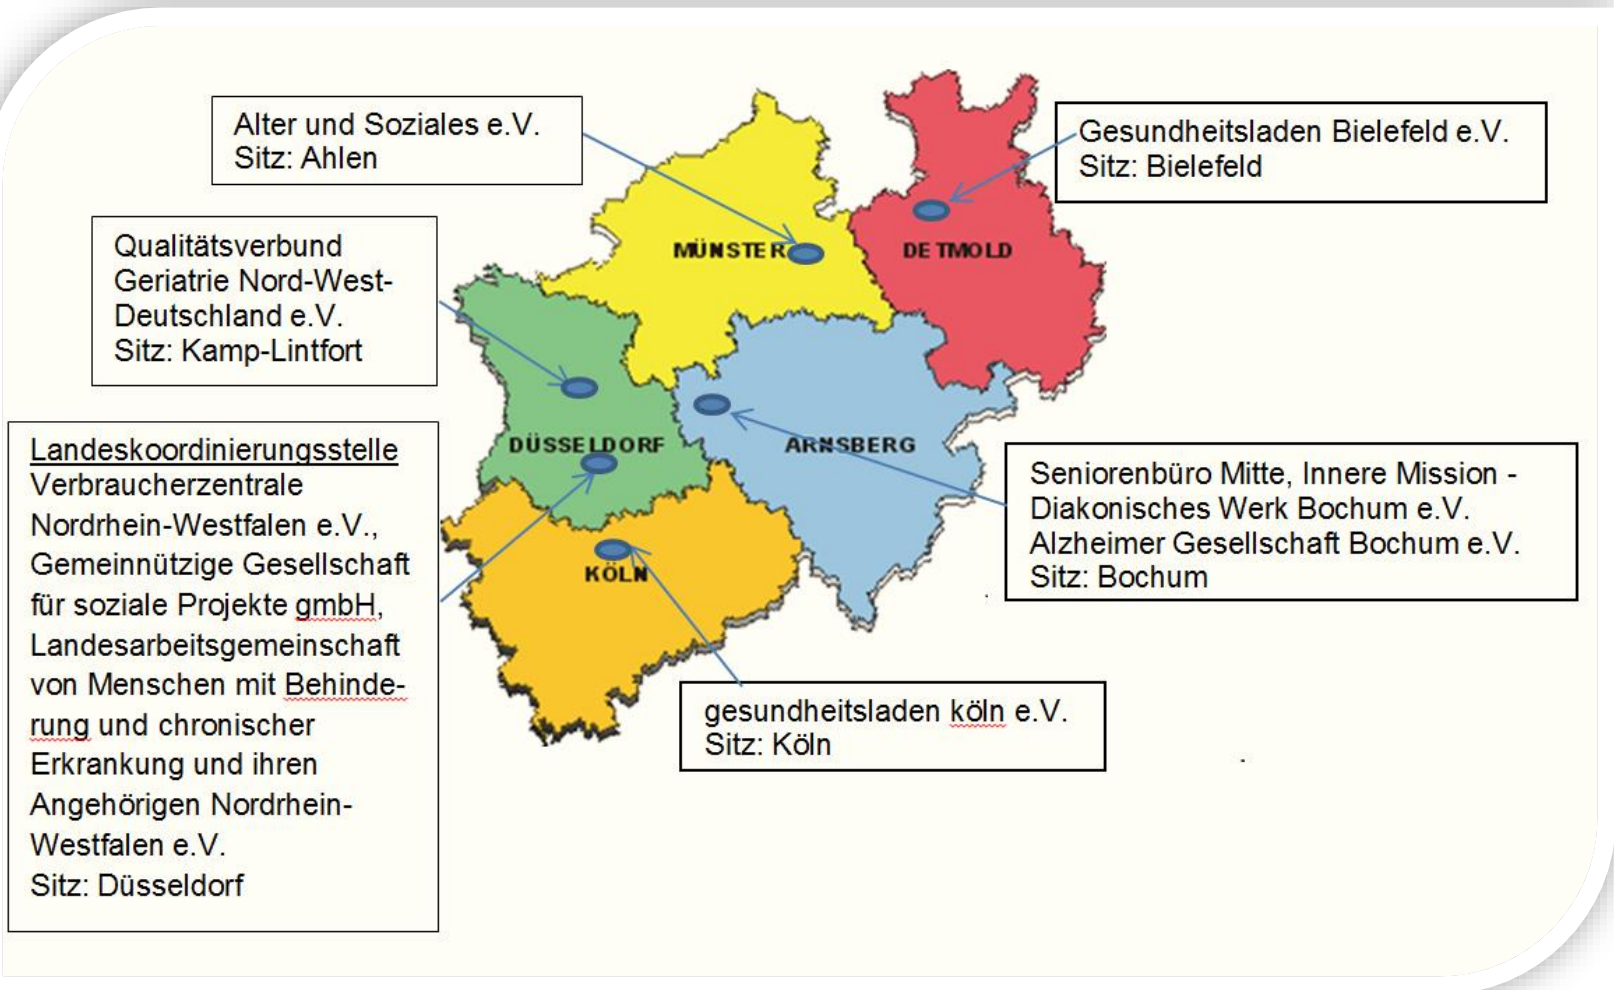 Alter und Soziales e.V.
Sitz: Ahlen
Gesundheitsladen Bielefeld e.V.
Sitz: Bielefeld
Qualitätsverbund
Geriatrie Nord-West-
Deutschland e.V.
Sitz: Kamp-Lintfort
MÜNSTER
DETMOLD
DÜSSELDORF
ARNSBERG
KÖLN
Landeskoordinierungsstelle
Verbraucherzentrale
Nordrhein-Westfalen e.V.,
Gemeinnützige Gesellschaft
für soziale Projekte gmbH,
Landesarbeitsgemeinschaft
von Menschen mit Behinde-
rung und chronischer
Erkrankung und ihren
Angehörigen Nordrhein-
Westfalen e.V.
Sitz: Düsseldorf
Seniorenbüro Mitte, Innere Mission -
Diakonisches Werk Bochum e.V.
Alzheimer Gesellschaft Bochum e.V.
Sitz: Bochum
gesundheitsladen köln e.V.
Sitz: Köln